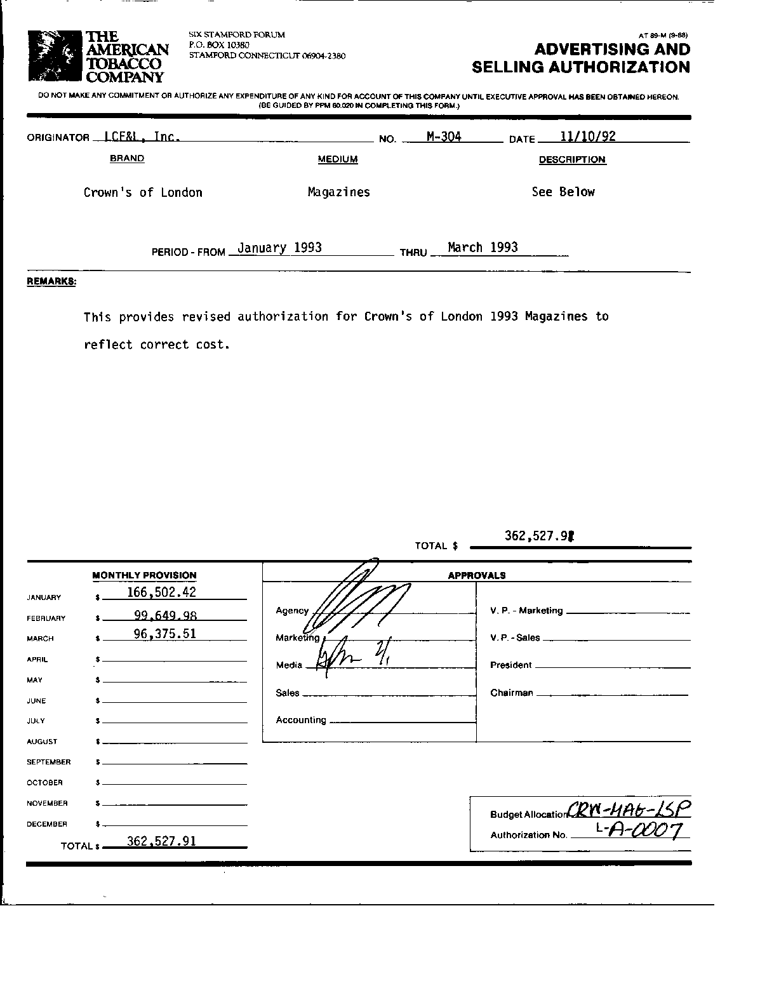 THE
AMERICAN
TOBACCO
COMPANY
SIX STAMFORD FORUM
P.O. BOX 10380
STAMFORD CONNECTICUT 06904-2380
AT 89-M (9-88)
ADVERTISING AND
SELLING AUTHORIZATION
DO NOT MAKE ANY COMMITMENT OR AUTHORIZE ANY EXPENDITURE OF ANY KIND FOR ACCOUNT OF THIS COMPANY UNTIL EXECUTIVE APPROVAL HAS BEEN OBTAINED HEREON.
(BE GUIDED BY PPM 60.020 IN COMPLETING THIS FORM.)
ORIGINATOR LCF&L, Inc. NO. M-304 DATE 11/10/92
BRAND MEDIUM DESCRIPTION
Crown's of London Magazines See Below
PERIOD - FROM January 1993 THRU March 1993
REMARKS:
This provides revised authorization for Crown's of London 1993 Magazines to
reflect correct cost.
TOTAL $ 362,527.91
MONTHLY PROVISION APPROVALS
JANUARY $ 166,502.42
FEBRUARY $ 99,649.98 Agency V. P. - Marketing
MARCH $ 96,375.51 Marketing V. P. - Sales
APRIL $ Media President
MAY $
JUNE $ Sales Chairman
JULY $ Accounting
AUGUST $
SEPTEMBER $
OCTOBER $
NOVEMBER $ Budget Allocation CRW-MAG-LSP
DECEMBER $ Authorization No. L-A-0007
TOTAL $ 362,527.91